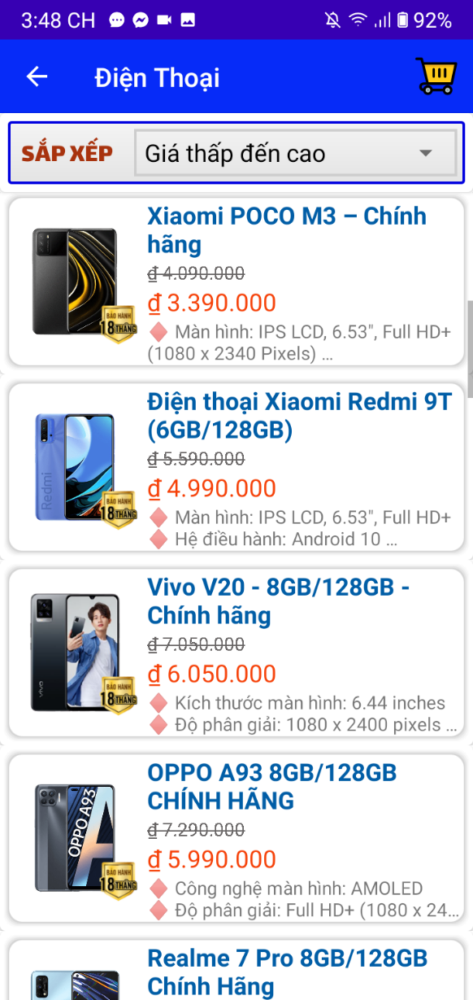 3:48 CH
92%
Điện Thoại
SẮP XẾP
Giá thấp đến cao
Xiaomi POCO M3 – Chính
hãng
₫ 4.090.000
₫ 3.390.000
Màn hình: IPS LCD, 6.53", Full HD+
(1080 x 2340 Pixels) ...
BẢO HÀNH
18 THÁNG
Điện thoại Xiaomi Redmi 9T
(6GB/128GB)
₫ 5.590.000
₫ 4.990.000
Màn hình: IPS LCD, 6.53", Full HD+
Hệ điều hành: Android 10 ...
Redmi
BẢO HÀNH
18 THÁNG
Vivo V20 - 8GB/128GB -
Chính hãng
₫ 7.050.000
₫ 6.050.000
Kích thước màn hình: 6.44 inches
Độ phân giải: 1080 x 2400 pixels ...
vivo
BẢO HÀNH
18 THÁNG
OPPO A93 8GB/128GB
CHÍNH HÃNG
₫ 7.290.000
₫ 5.990.000
Công nghệ màn hình: AMOLED
Độ phân giải: Full HD+ (1080 x 24...
OPPO A93
BẢO HÀNH
18 THÁNG
Realme 7 Pro 8GB/128GB
Chính Hãng